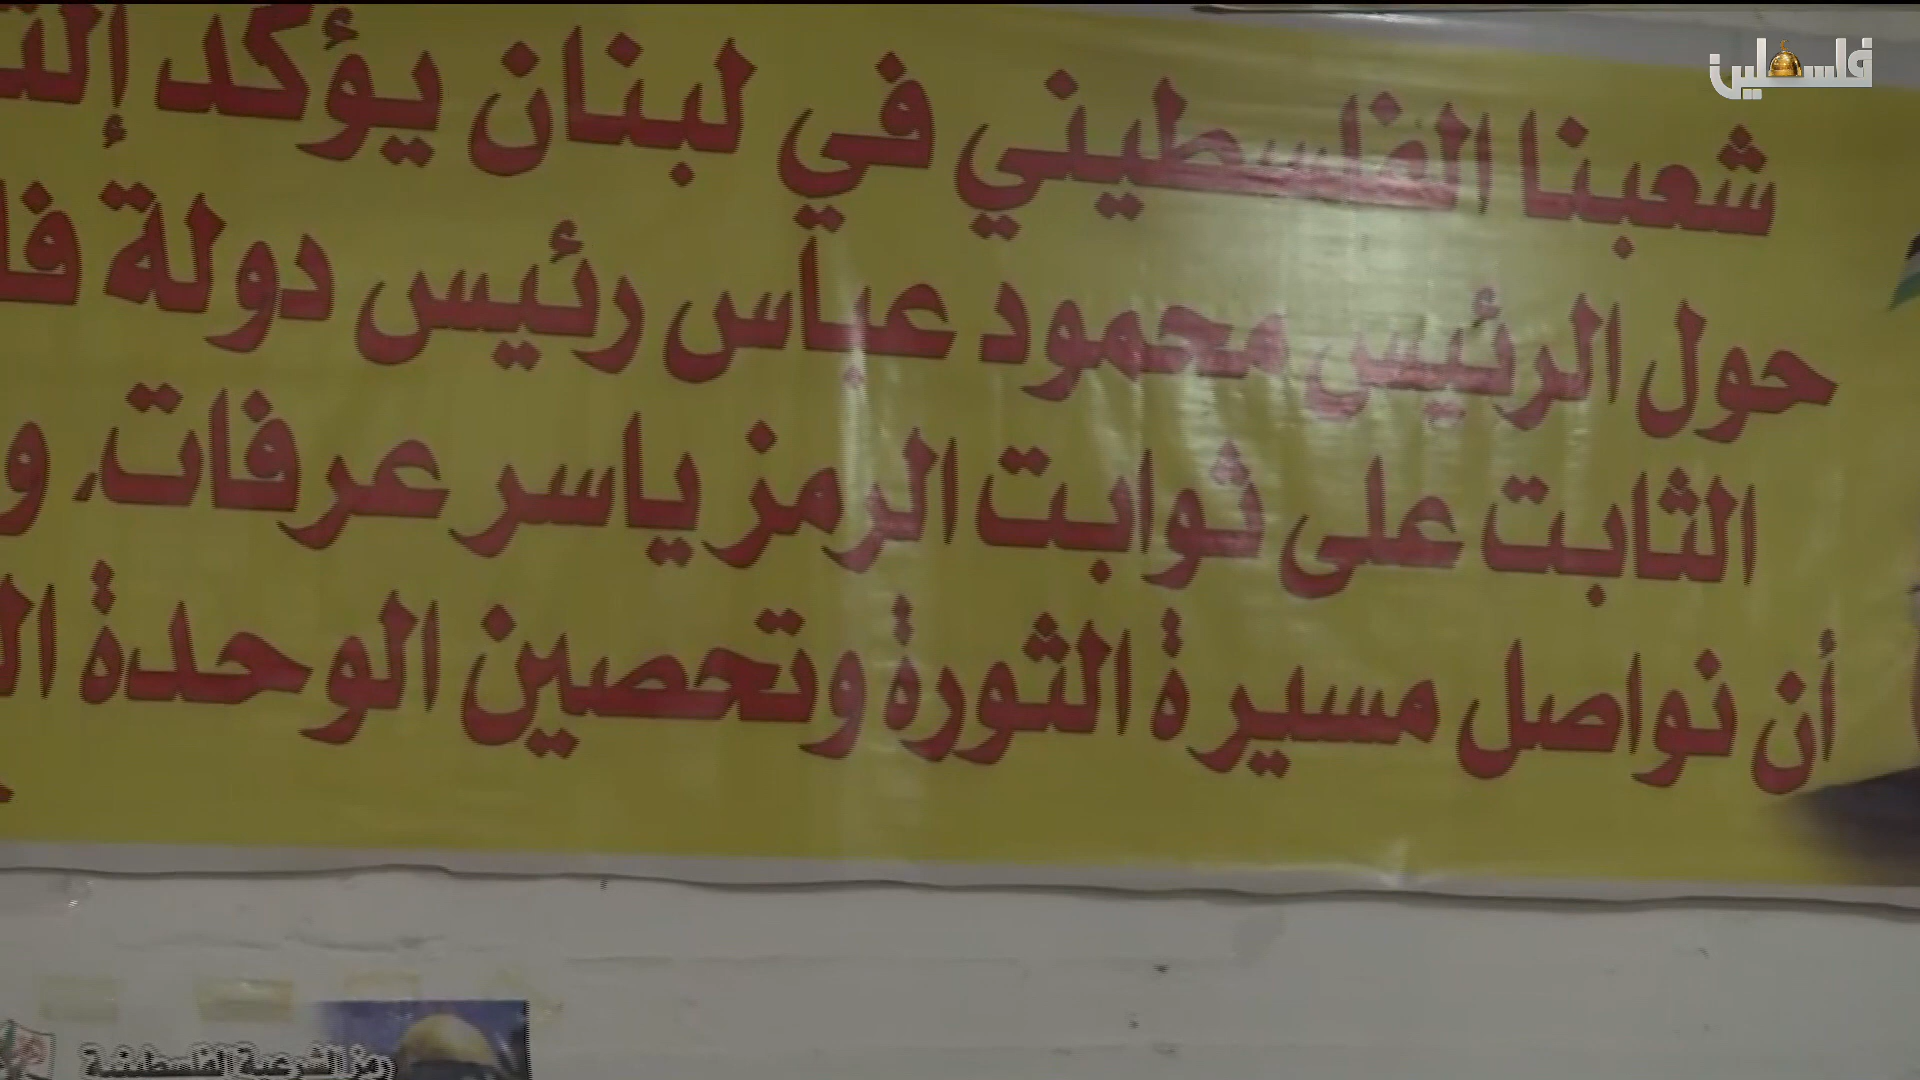 فلسطين
شعبنا الفلسطيني في لبنان يؤكد
حول الرئيس محمود عباس رئيس دولة
الثابت على ثوابت الرمز ياسر عرفات، و
أن نواصل مسيرة الثورة وتحصين الوحدة
رمز الشرعية الفلسطينية